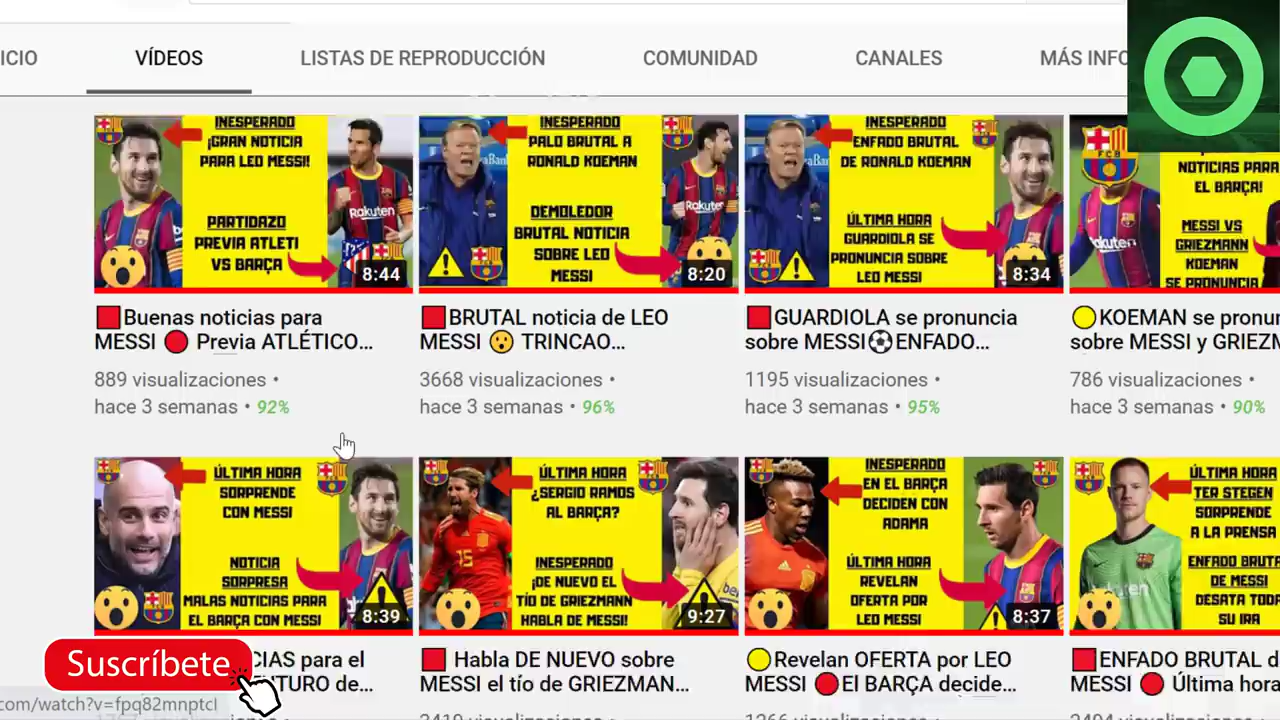 ICIO
VÍDEOS
LISTAS DE REPRODUCCIÓN
COMUNIDAD
CANALES
MÁS INFO
INESPERADO
¡GRAN NOTICIA
PARA LEO MESSI!
PARTIDAZO
PREVIA ATLETI
VS BARÇA
Rakuten
8:44
INESPERADO
PALO BRUTAL A
RONALD KOEMAN
DEMOLEDOR
BRUTAL NOTICIA
SOBRE LEO
MESSI
Rakuten
8:20
INESPERADO
ENFADO BRUTAL
DE RONALD KOEMAN
ÚLTIMA HORA
GUARDIOLA SE
PRONUNCIA SOBRE
LEO MESSI
8:34
FCB
NOTICIAS PARA
EL BARÇA!
MESSI VS
GRIEZMANN
KOEMAN
SE PRONUNCIA
Buenas noticias para
MESSI Previa ATLÉTICO...
889 visualizaciones •
hace 3 semanas • 92%
BRUTAL noticia de LEO
MESSI TRINCAO...
3668 visualizaciones •
hace 3 semanas • 96%
GUARDIOLA se pronuncia
sobre MESSI ENFADO...
1195 visualizaciones •
hace 3 semanas • 95%
KOEMAN se pronun
sobre MESSI y GRIEZM
786 visualizaciones •
hace 3 semanas • 90%
ÚLTIMA HORA
SORPRENDE
CON MESSI
NOTICIA
SORPRESA
MALAS NOTICIAS PARA
EL BARÇA CON MESSI
8:39
ÚLTIMA HORA
¿SERGIO RAMOS
AL BARÇA?
15
INESPERADO
¡DE NUEVO EL
TÍO DE GRIEZMANN
HABLA DE MESSI!
9:27
INESPERADO
EN EL BARÇA
DECIDEN CON
ADAMA
ÚLTIMA HORA
REVELAN
OFERTA POR
LEO MESSI
8:37
ÚLTIMA HORA
TER STEGEN
SORPRENDE
A LA PRENSA
ENFADO BRUTAL
DE MESSI
DESATA TODA
SU IRA
Suscríbete
CIAS para el
UTURO de...
Habla DE NUEVO sobre
MESSI el tío de GRIEZMAN...
Revelan OFERTA por LEO
MESSI El BARÇA decide...
ENFADO BRUTAL d
MESSI Última hora
com/watch?v=fpq82mnptcI